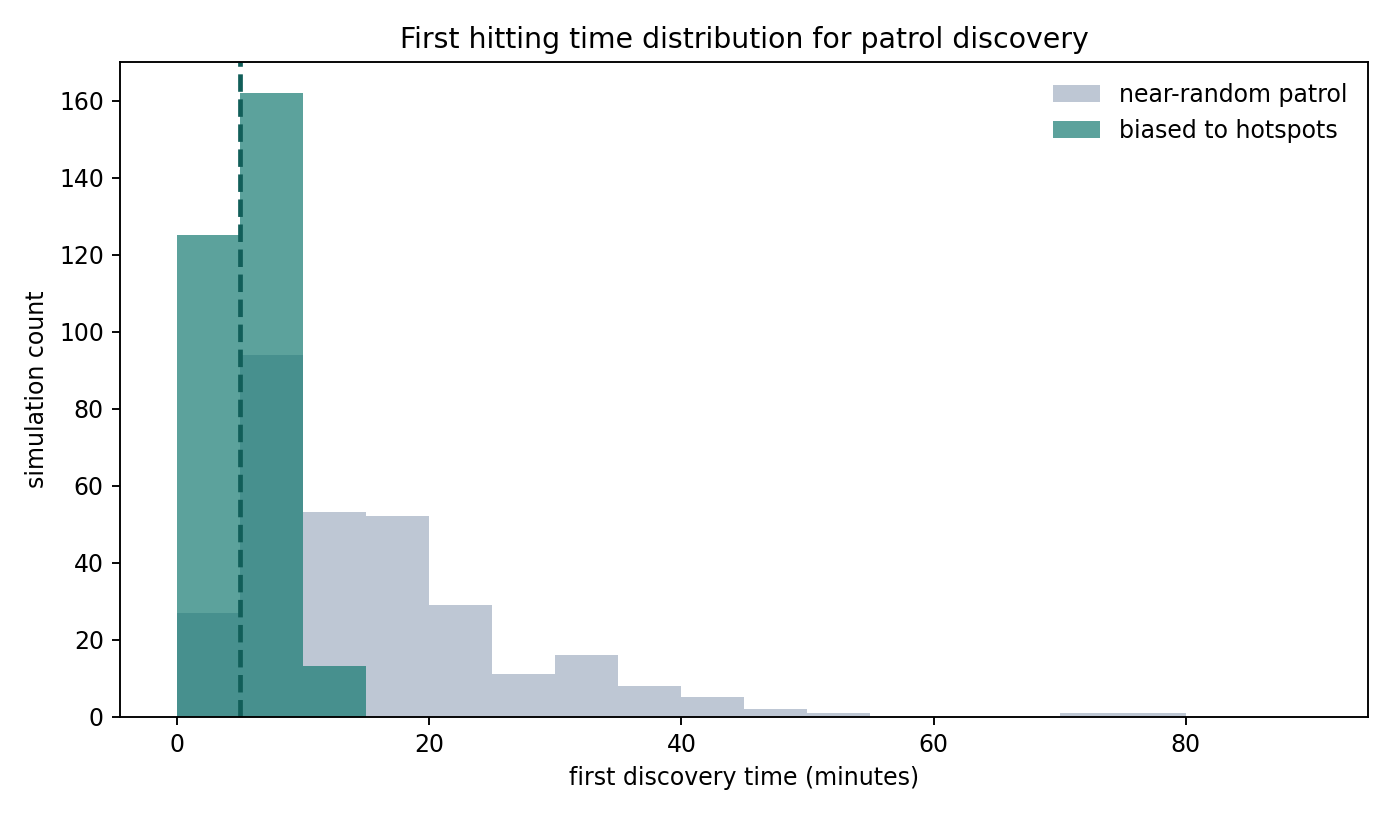 First hitting time distribution for patrol discovery
near-random patrol
biased to hotspots
160
140
120
100
80
60
40
20
0
simulation count
0 20 40 60 80
first discovery time (minutes)